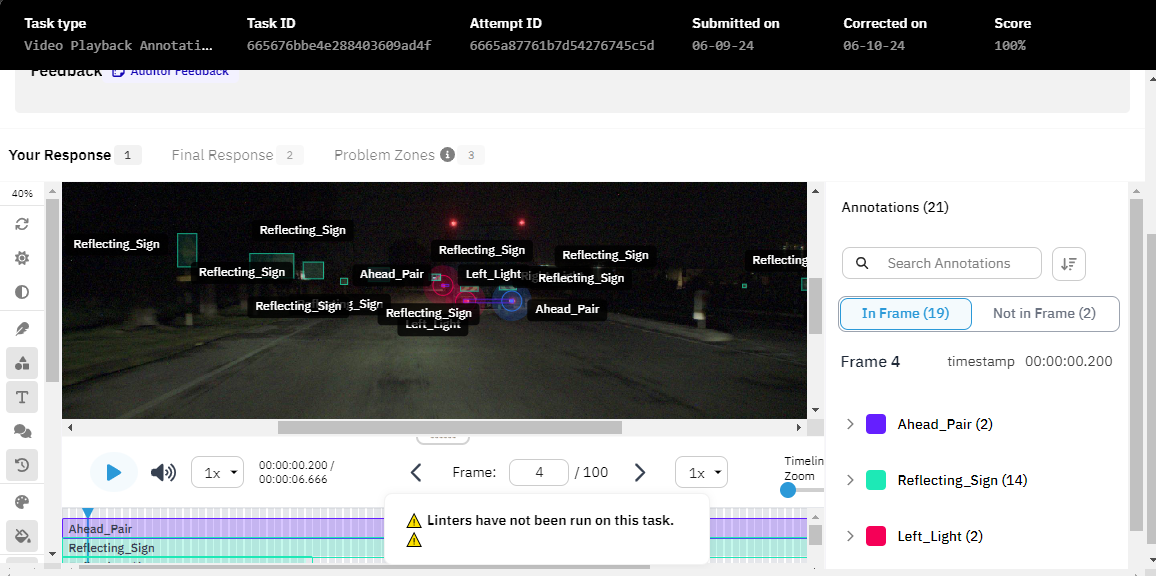 Task type
Task ID
Attempt ID
Submitted on
Corrected on
Score
Video Playback Annotati...
665676bbe4e288403609ad4f
6665a87761b7d54276745c5d
06-09-24
06-10-24
100%
Feedback
Auditor Feedback
Your Response 1
Final Response 2
Problem Zones 3
40%
Annotations (21)
Reflecting_Sign
Reflecting_Sign
Reflecting_Sign
Reflecting_Sign
Reflecting_Sign
Reflecting
Reflecting_Sign
Ahead_Pair
Left_Light
Reflecting_Sign
Reflecting_Sign
Sign
Reflecting_Sign
Ahead_Pair
Left_Light
Search Annotations
In Frame (19)
Not in Frame (2)
Frame 4
timestamp 00:00:00.200
Ahead_Pair (2)
Reflecting_Sign (14)
Left_Light (2)
1x
00:00:00.200 /
00:00:06.666
Frame:
4
/ 100
1x
Timelin
Zoom
Linters have not been run on this task.
Ahead_Pair
Reflecting_Sign